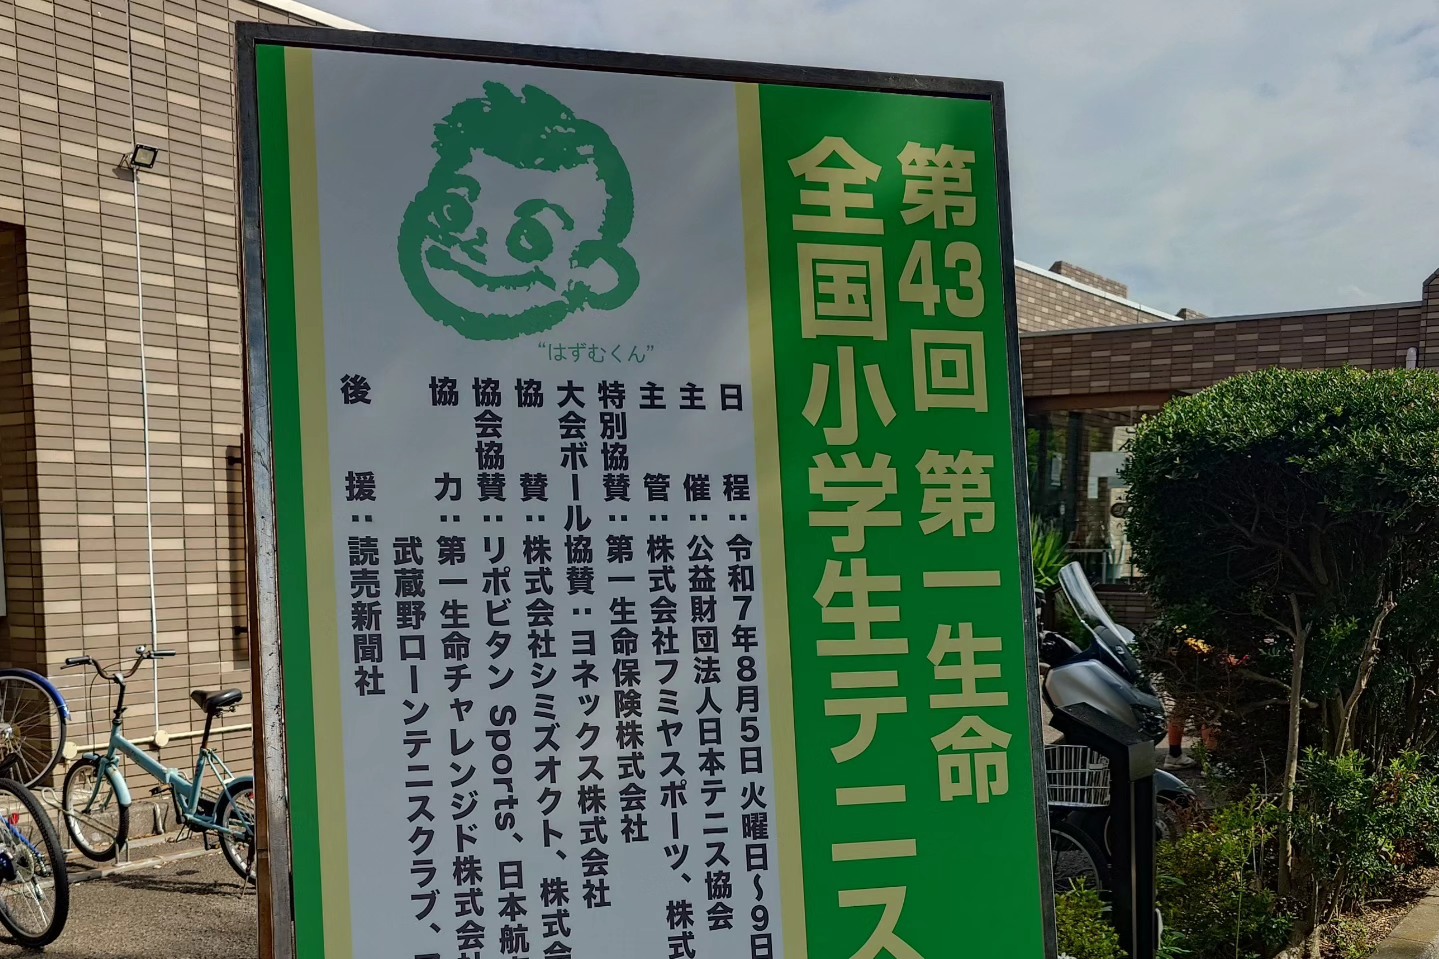 第43回 第一生命
全国小学生テニス
“はずむくん”
日程：令和7年8月5日火曜日～9日
主催：公益財団法人日本テニス協会
主管：株式会社フミヤスポーツ、株式
特別協賛：第一生命保険株式会社
大会ボール協賛：ヨネックス株式会社
協賛：株式会社シミズオクト、株式会
協会協賛：リポビタン Sports、日本航
協力：第一生命チャレンジド株式会社
武蔵野ローンテニスクラブ、
後援：読売新聞社